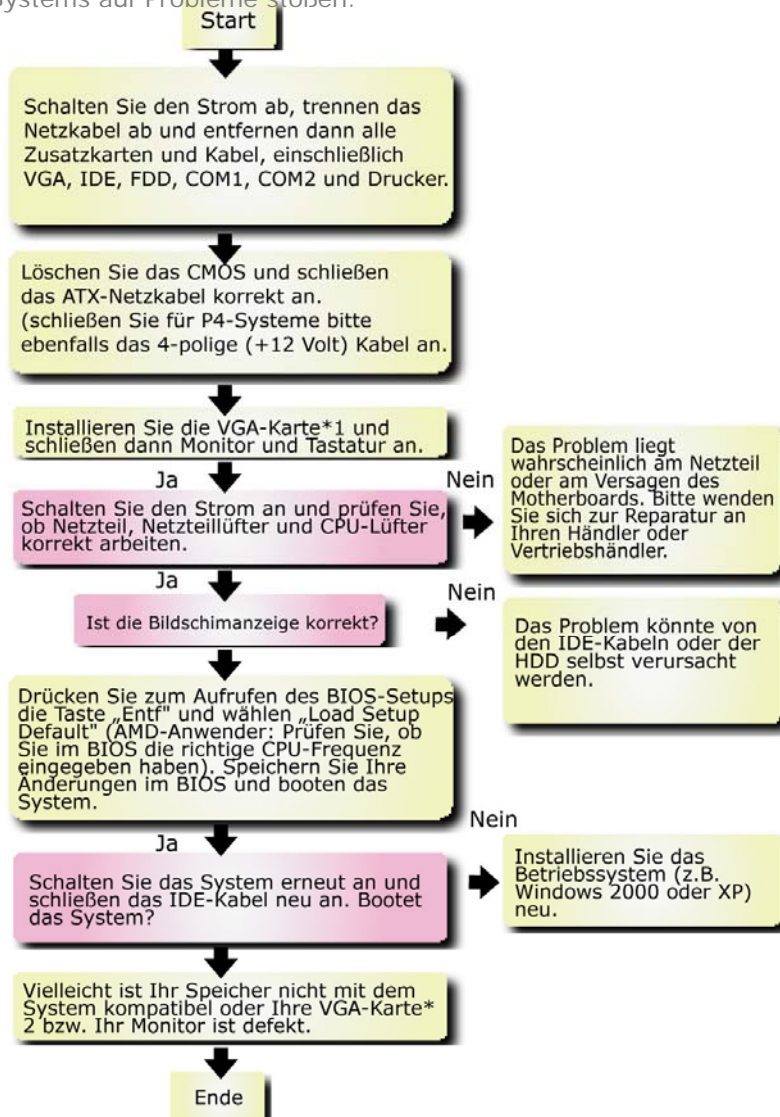 Systems auf Probleme stoßen.
Start
Schalten Sie den Strom ab, trennen das
Netzkabel ab und entfernen dann alle
Zusatzkarten und Kabel, einschließlich
VGA, IDE, FDD, COM1, COM2 und Drucker.
Löschen Sie das CMOS und schließen
das ATX-Netzkabel korrekt an.
(schließen Sie für P4-Systeme bitte
ebenfalls das 4-polige (+12 Volt) Kabel an.
Installieren Sie die VGA-Karte*1 und
schließen dann Monitor und Tastatur an.
Ja
Nein
Schalten Sie den Strom an und prüfen Sie,
ob Netzteil, Netzteillüfter und CPU-Lüfter
korrekt arbeiten.
Das Problem liegt
wahrscheinlich am Netzteil
oder am Versagen des
Motherboards. Bitte wenden
Sie sich zur Reparatur an
Ihren Händler oder
Vertriebshändler.
Ja
Nein
Ist die Bildschimanzeige korrekt?
Das Problem könnte von
den IDE-Kabeln oder der
HDD selbst verursacht
werden.
Drücken Sie zum Aufrufen des BIOS-Setups
die Taste „Entf" und wählen „Load Setup
Default" (AMD-Anwender: Prüfen Sie, ob
Sie im BIOS die richtige CPU-Frequenz
eingegeben haben). Speichern Sie Ihre
Änderungen im BIOS und booten das
System.
Ja
Nein
Schalten Sie das System erneut an und
schließen das IDE-Kabel neu an. Bootet
das System?
Installieren Sie das
Betriebssystem (z.B.
Windows 2000 oder XP)
neu.
Vielleicht ist Ihr Speicher nicht mit dem
System kompatibel oder Ihre VGA-Karte*
2 bzw. Ihr Monitor ist defekt.
Ende